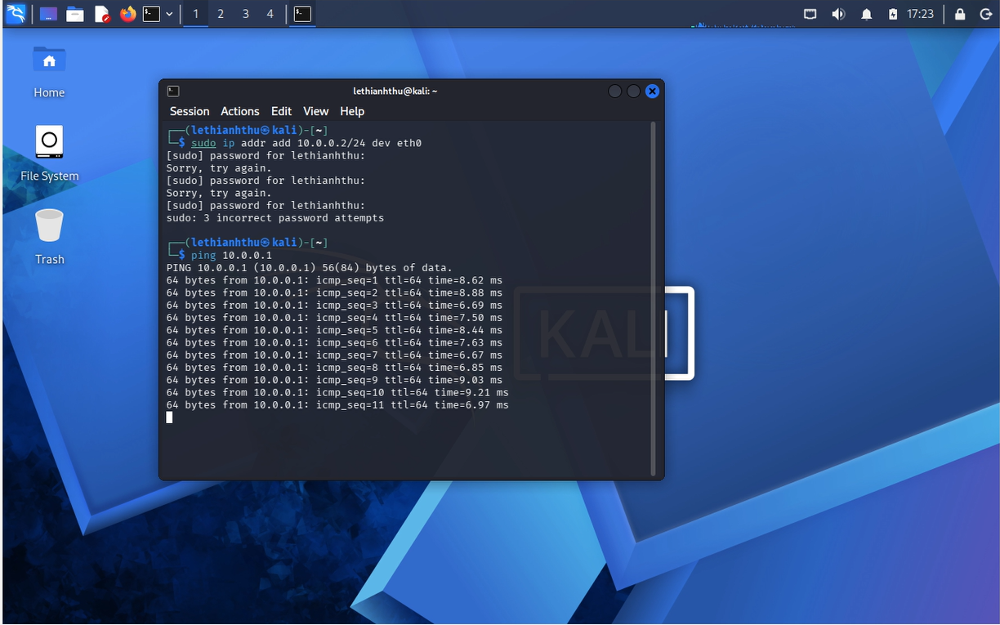 1 2 3 4 17:23
Home
File System
Trash
lethianhthu@kali: ~
Session Actions Edit View Help
┌──(lethianhthu㉿kali)-[~]
└─$ sudo ip addr add 10.0.0.2/24 dev eth0
[sudo] password for lethianhthu:
Sorry, try again.
[sudo] password for lethianhthu:
Sorry, try again.
[sudo] password for lethianhthu:
sudo: 3 incorrect password attempts
┌──(lethianhthu㉿kali)-[~]
└─$ ping 10.0.0.1
PING 10.0.0.1 (10.0.0.1) 56(84) bytes of data.
64 bytes from 10.0.0.1: icmp_seq=1 ttl=64 time=8.62 ms
64 bytes from 10.0.0.1: icmp_seq=2 ttl=64 time=8.88 ms
64 bytes from 10.0.0.1: icmp_seq=3 ttl=64 time=6.69 ms
64 bytes from 10.0.0.1: icmp_seq=4 ttl=64 time=7.50 ms
64 bytes from 10.0.0.1: icmp_seq=5 ttl=64 time=8.44 ms
64 bytes from 10.0.0.1: icmp_seq=6 ttl=64 time=7.63 ms
64 bytes from 10.0.0.1: icmp_seq=7 ttl=64 time=6.67 ms
64 bytes from 10.0.0.1: icmp_seq=8 ttl=64 time=6.85 ms
64 bytes from 10.0.0.1: icmp_seq=9 ttl=64 time=9.03 ms
64 bytes from 10.0.0.1: icmp_seq=10 ttl=64 time=9.21 ms
64 bytes from 10.0.0.1: icmp_seq=11 ttl=64 time=6.97 ms
KALI